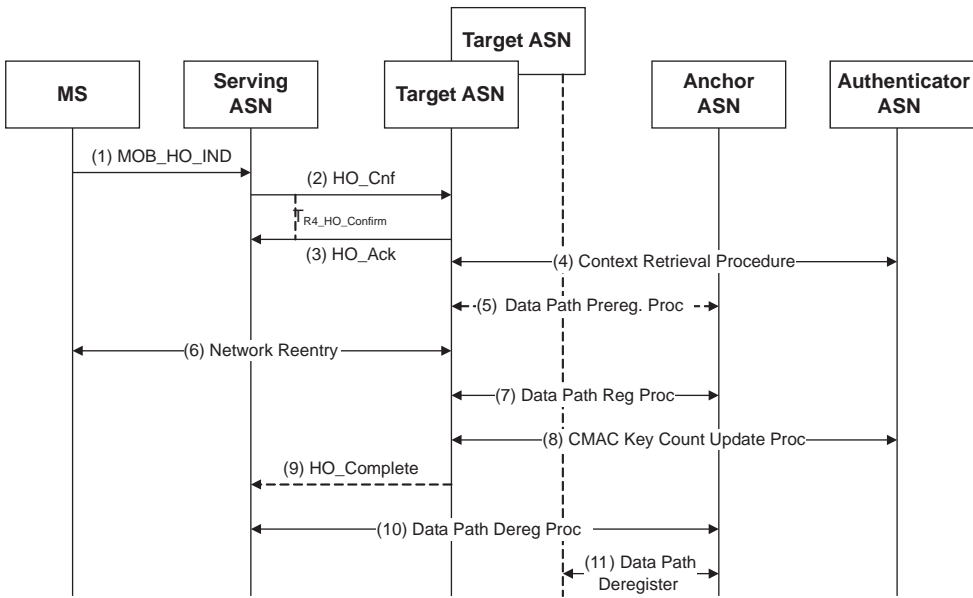 Target ASN
MS
Serving
ASN
Target ASN
Anchor
ASN
Authenticator
ASN
(1) MOB_HO_IND
(2) HO_Cnf
T R4_HO_Confirm
(3) HO_Ack
(4) Context Retrieval Procedure
(5) Data Path Prereg. Proc
(6) Network Reentry
(7) Data Path Reg Proc
(8) CMAC Key Count Update Proc
(9) HO_Complete
(10) Data Path Dereg Proc
(11) Data Path
Deregister